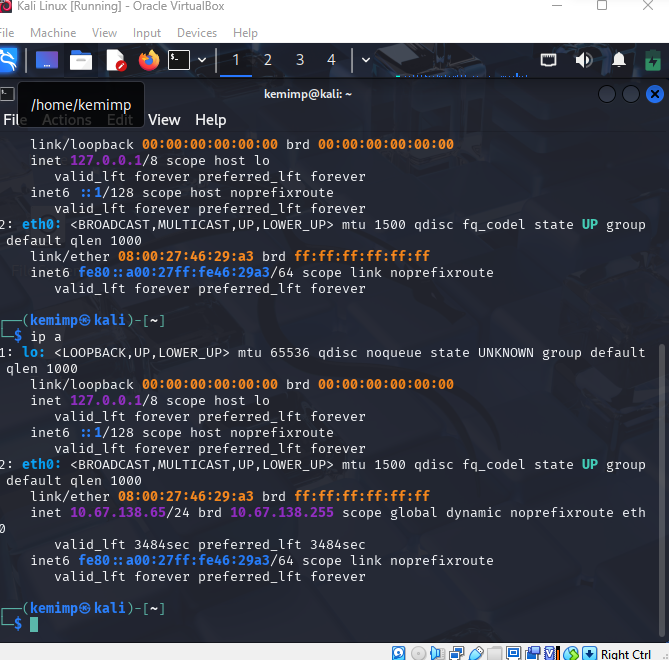 Kali Linux [Running] - Oracle VirtualBox
File Machine View Input Devices Help
1 2 3 4
kemimp@kali: ~
/home/kemimp
File Actions Edit View Help
link/loopback 00:00:00:00:00:00 brd 00:00:00:00:00:00
inet 127.0.0.1/8 scope host lo
valid_lft forever preferred_lft forever
inet6 ::1/128 scope host noprefixroute
valid_lft forever preferred_lft forever
2: eth0: <BROADCAST,MULTICAST,UP,LOWER_UP> mtu 1500 qdisc fq_codel state UP group
default qlen 1000
link/ether 08:00:27:46:29:a3 brd ff:ff:ff:ff:ff:ff
inet6 fe80::a00:27ff:fe46:29a3/64 scope link noprefixroute
valid_lft forever preferred_lft forever
┌──(kemimp㉿kali)-[~]
└─$ ip a
1: lo: <LOOPBACK,UP,LOWER_UP> mtu 65536 qdisc noqueue state UNKNOWN group default
qlen 1000
link/loopback 00:00:00:00:00:00 brd 00:00:00:00:00:00
inet 127.0.0.1/8 scope host lo
valid_lft forever preferred_lft forever
inet6 ::1/128 scope host noprefixroute
valid_lft forever preferred_lft forever
2: eth0: <BROADCAST,MULTICAST,UP,LOWER_UP> mtu 1500 qdisc fq_codel state UP group
default qlen 1000
link/ether 08:00:27:46:29:a3 brd ff:ff:ff:ff:ff:ff
inet 10.67.138.65/24 brd 10.67.138.255 scope global dynamic noprefixroute eth
0
valid_lft 3484sec preferred_lft 3484sec
inet6 fe80::a00:27ff:fe46:29a3/64 scope link noprefixroute
valid_lft forever preferred_lft forever
┌──(kemimp㉿kali)-[~]
└─$
Right Ctrl